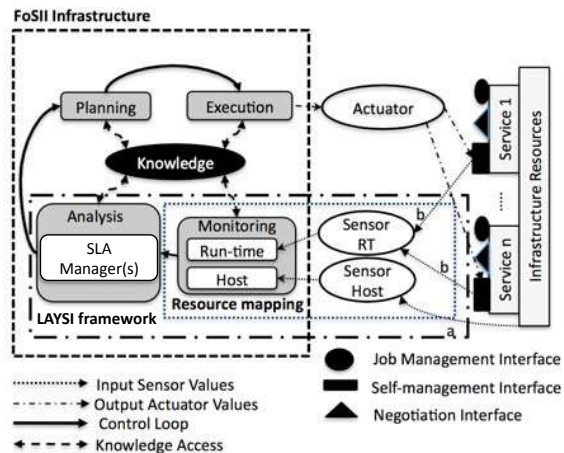 FoSII Infrastructure
Planning
Execution
Actuator
Knowledge
Service 1
Infrastructure Resources
......
Analysis
SLA
Manager(s)
Monitoring
Run-time
Host
Resource mapping
Sensor
RT
Sensor
Host
b
b
a
Service n
LAYSI framework
Input Sensor Values
Output Actuator Values
Control Loop
Knowledge Access
Job Management Interface
Self-management Interface
Negotiation Interface